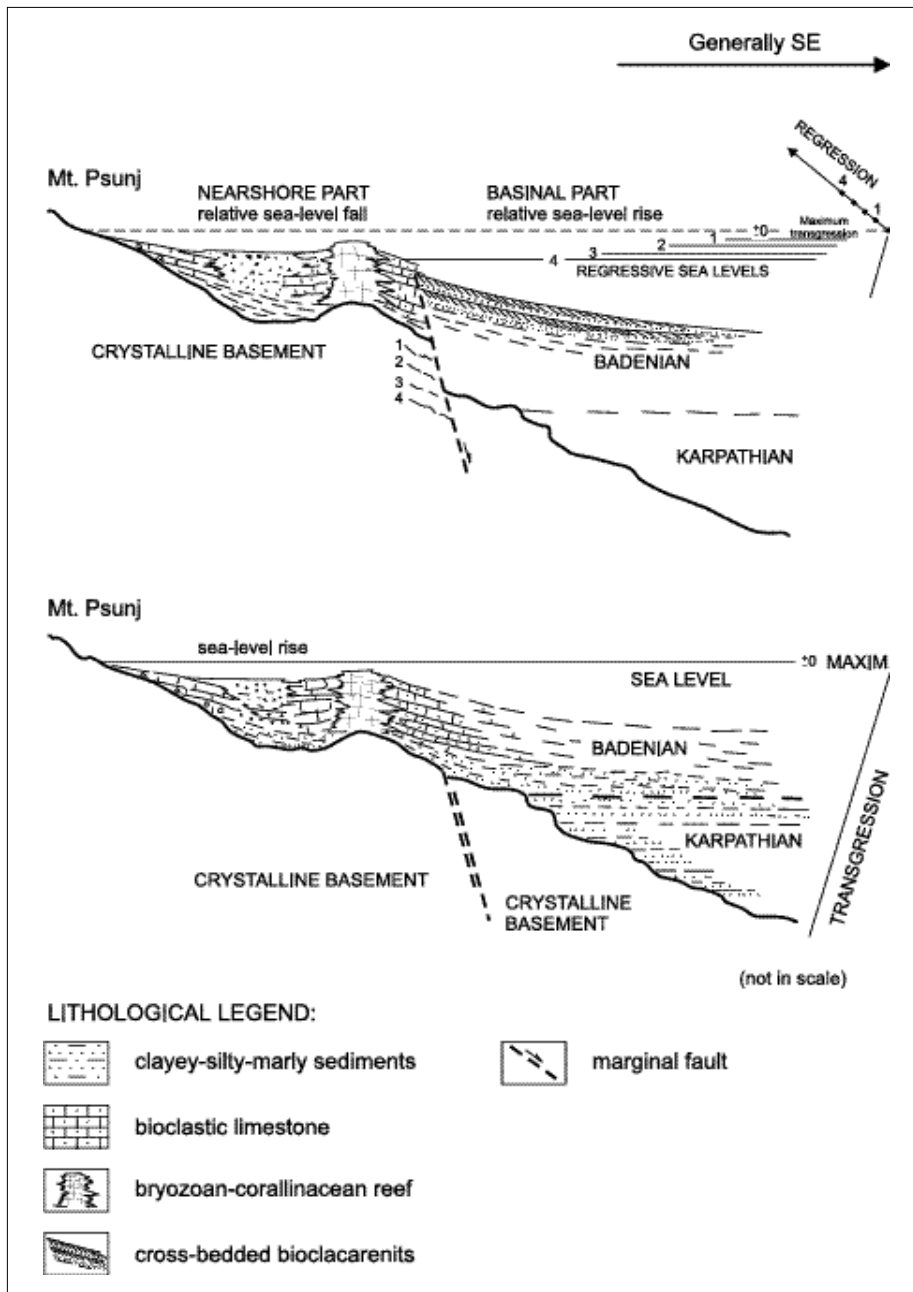 Generally SE
REGRESSION
4
1
Mt. Psunj
NEARSHORE PART
relative sea-level fall
BASINAL PART
relative sea-level rise
Maximum
transgression
±0
1
2
3
4
REGRESSIVE SEA LEVELS
CRYSTALLINE BASEMENT
1
2
3
4
BADENIAN
KARPATHIAN
Mt. Psunj
sea-level rise
±0 MAXIM
SEA LEVEL
BADENIAN
KARPATHIAN
TRANSGRESSION
CRYSTALLINE BASEMENT
CRYSTALLINE
BASEMENT
(not in scale)
LITHOLOGICAL LEGEND:
clayey-silty-marly sediments
marginal fault
bioclastic limestone
bryozoan-corallinacean reef
cross-bedded bioclacarenits